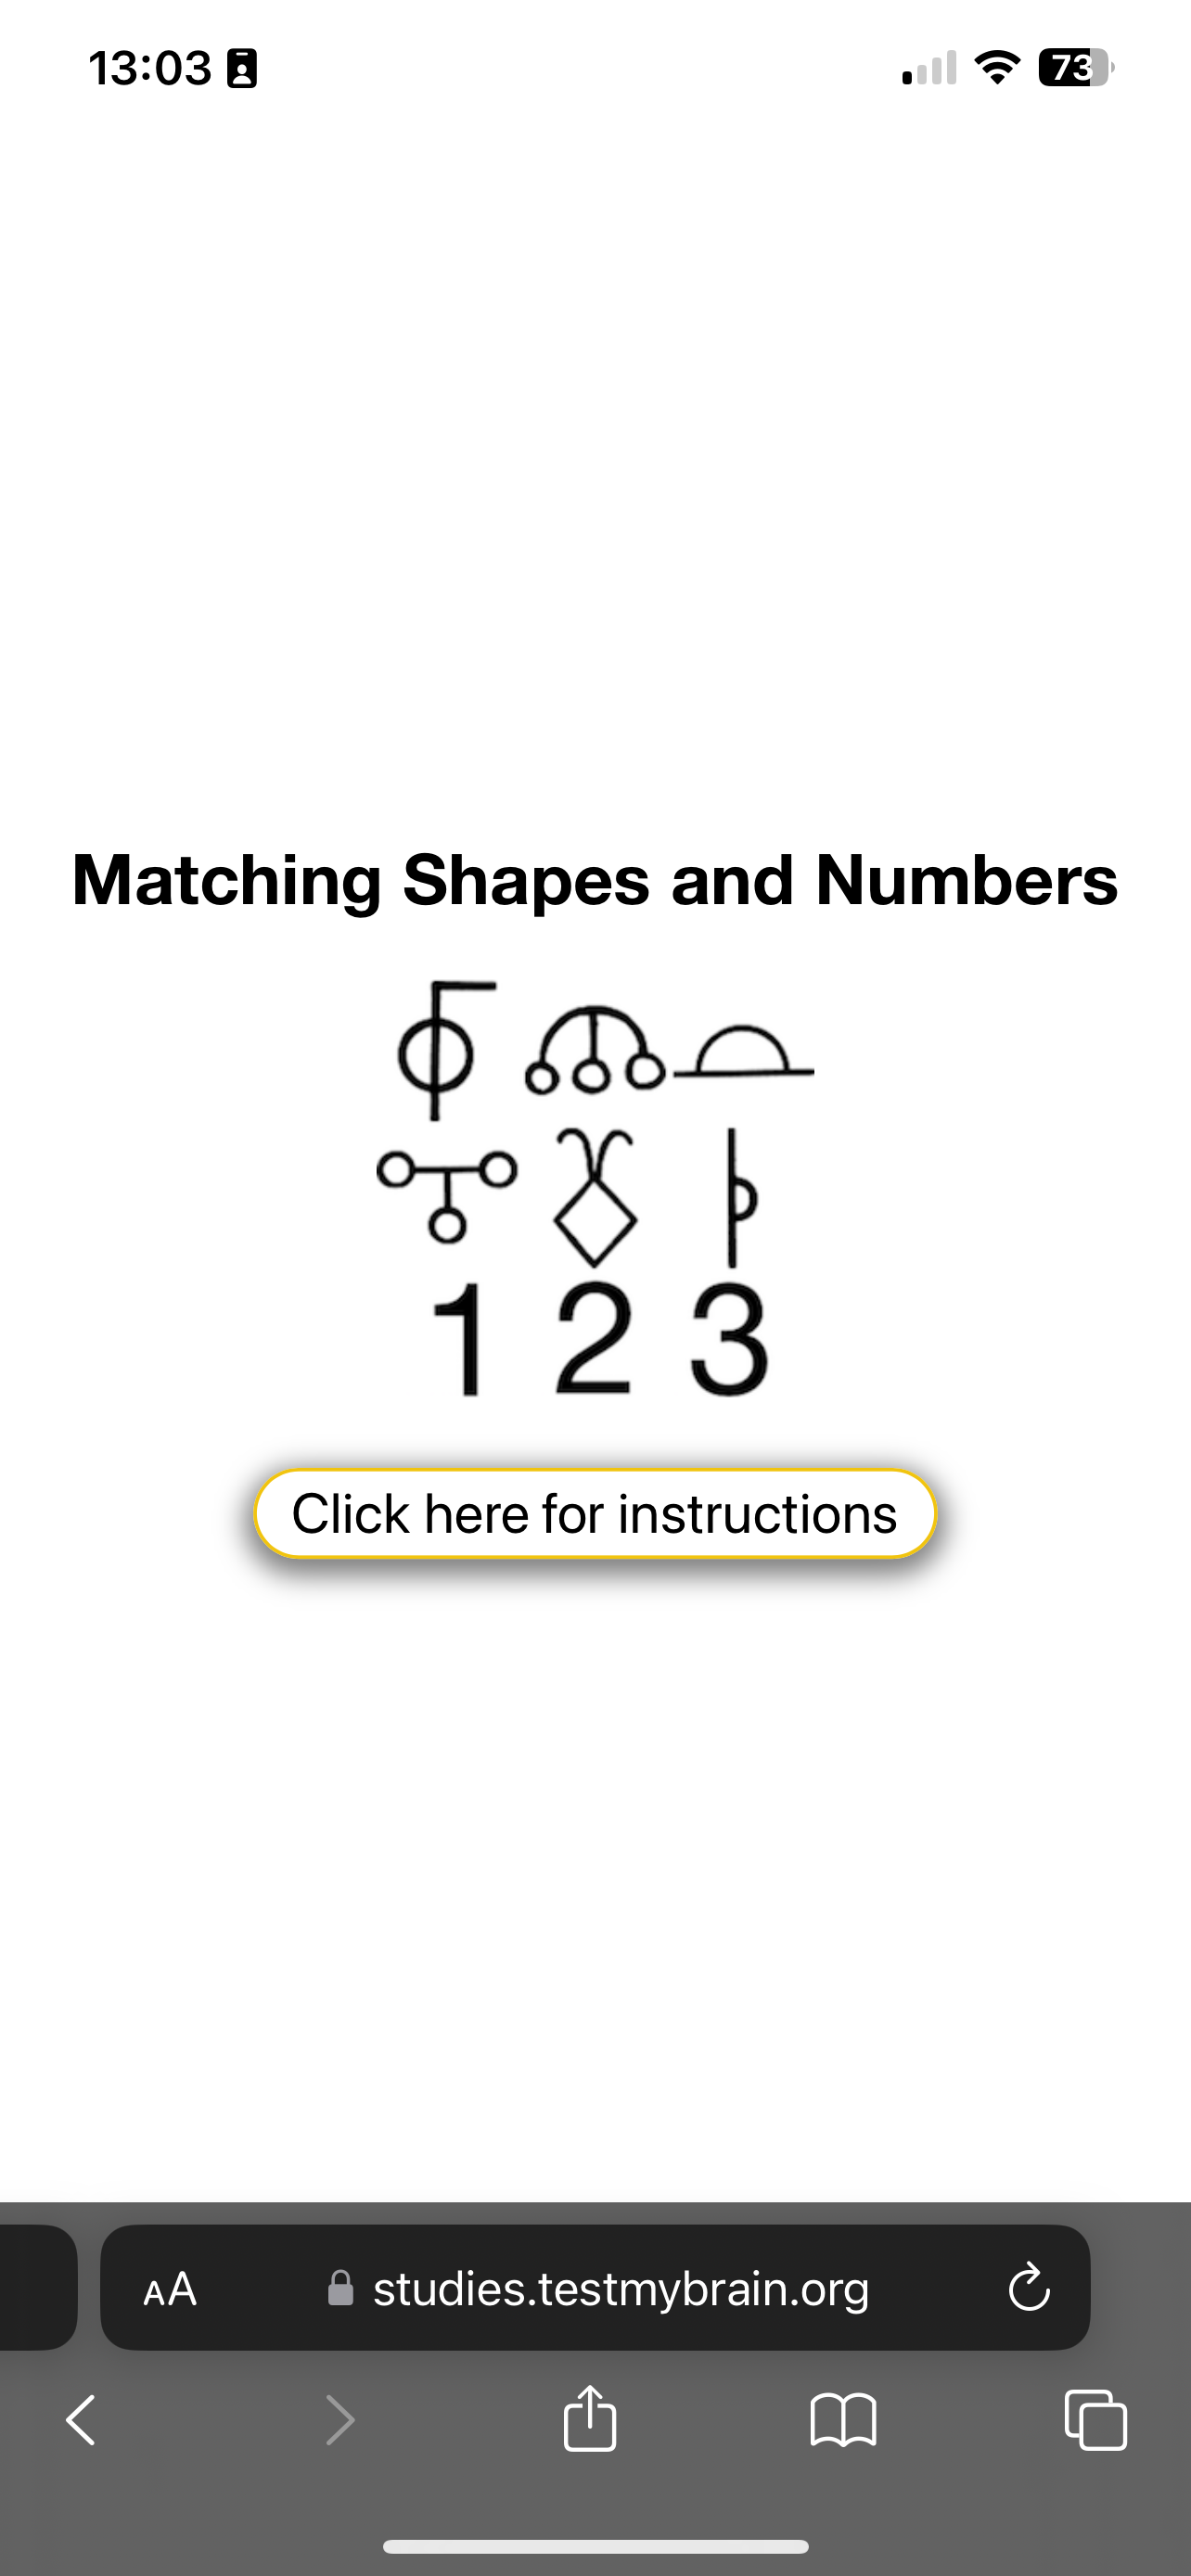 13:03
73
Matching Shapes and Numbers
1 2 3
Click here for instructions
AA studies.testmybrain.org